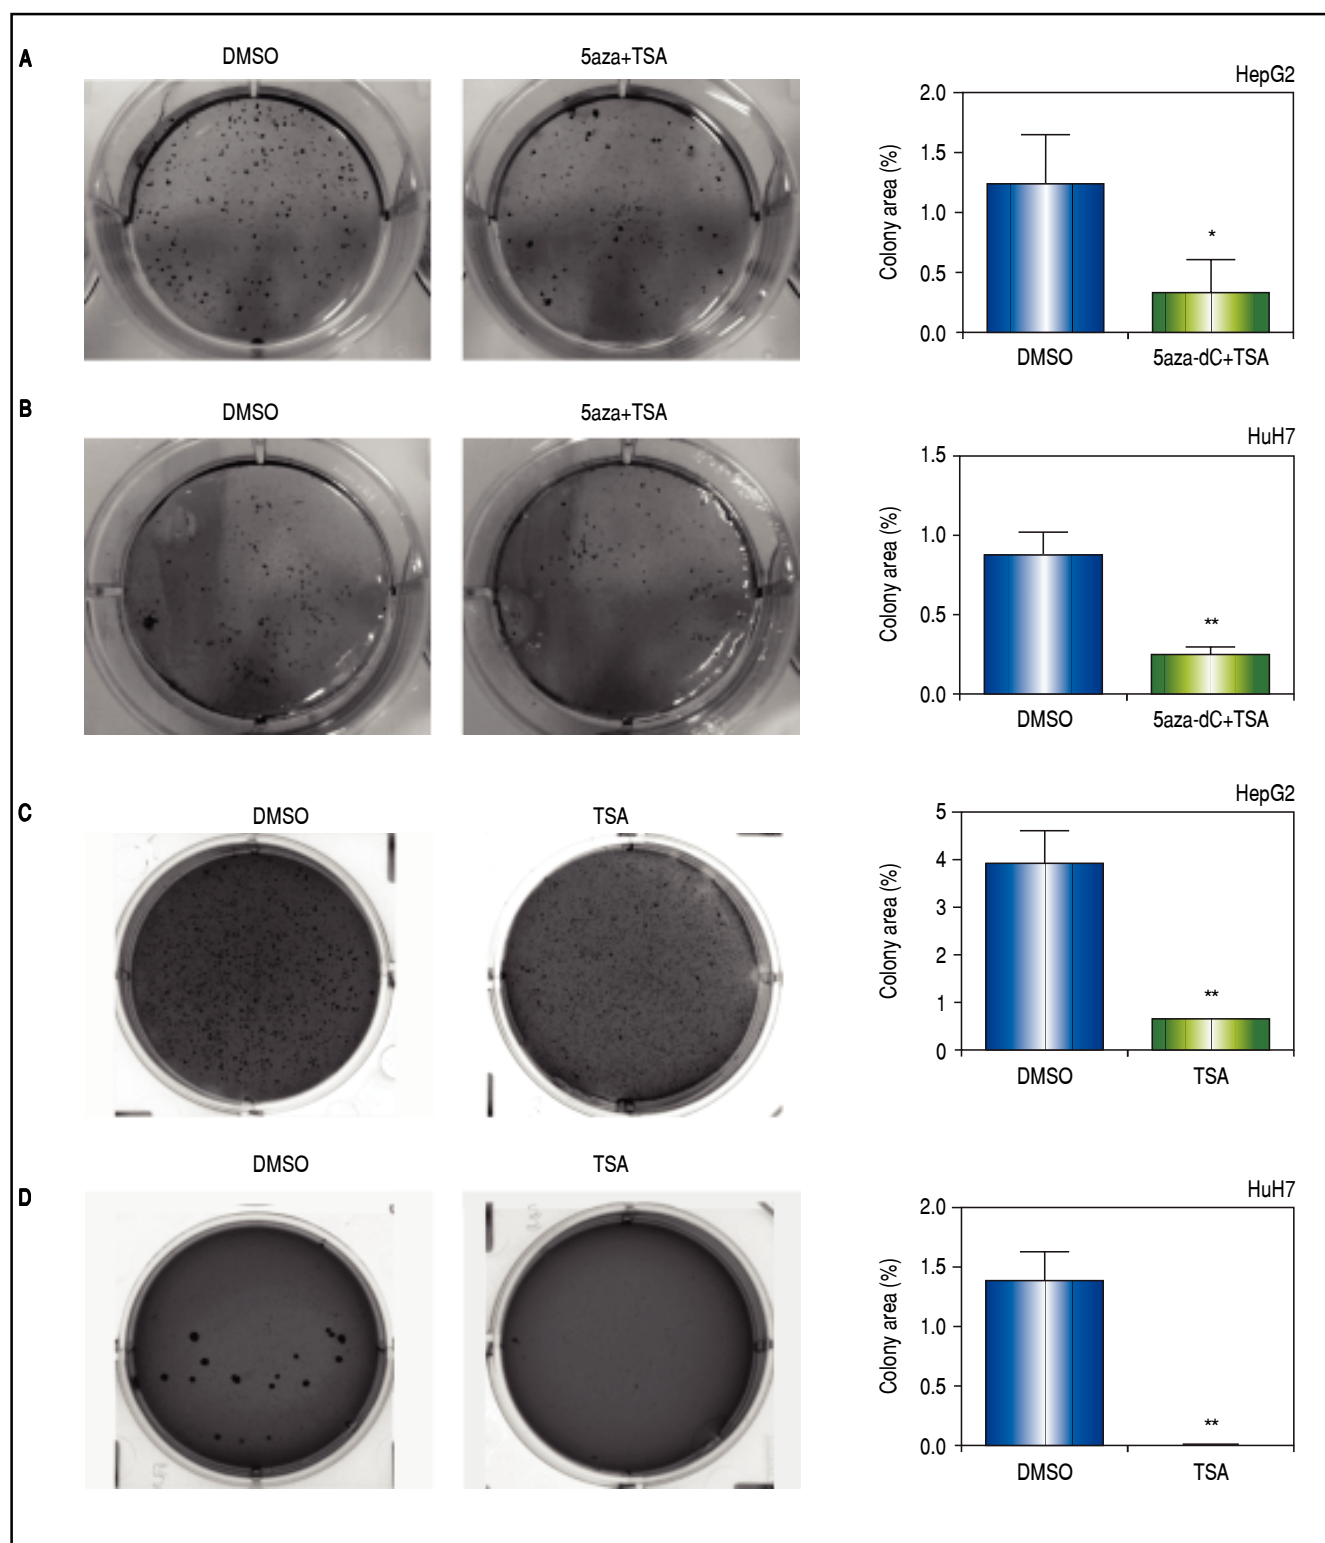 A
DMSO
5aza+TSA
HepG2
Colony area (%)
2.0
1.5
1.0
0.5
0.0
*
DMSO
5aza-dC+TSA
B
DMSO
5aza+TSA
HuH7
Colony area (%)
1.5
1.0
0.5
0.0
**
DMSO
5aza-dC+TSA
C
DMSO
TSA
HepG2
Colony area (%)
5
4
3
2
1
0
**
DMSO
TSA
D
DMSO
TSA
HuH7
Colony area (%)
2.0
1.5
1.0
0.5
0.0
**
DMSO
TSA